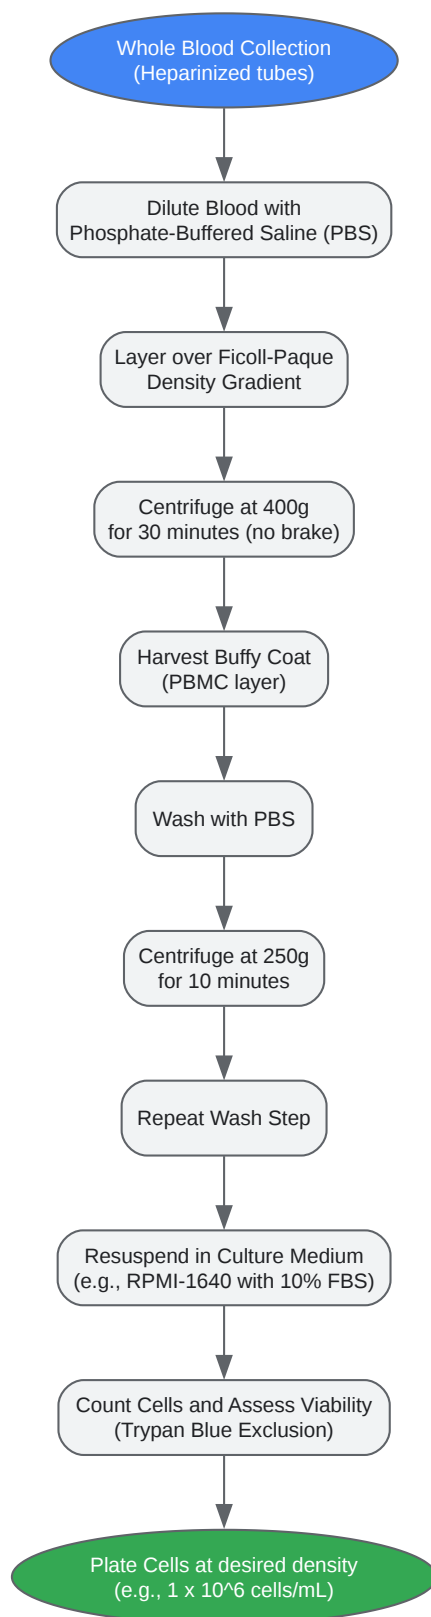 Whole Blood Collection
(Heparinized tubes)
Dilute Blood with
Phosphate-Buffered Saline (PBS)
Layer over Ficoll-Paque
Density Gradient
Centrifuge at 400g
for 30 minutes (no brake)
Harvest Buffy Coat
(PBMC layer)
Wash with PBS
Centrifuge at 250g
for 10 minutes
Repeat Wash Step
Resuspend in Culture Medium
(e.g., RPMI-1640 with 10% FBS)
Count Cells and Assess Viability
(Trypan Blue Exclusion)
Plate Cells at desired density
(e.g., 1 x 10^6 cells/mL)